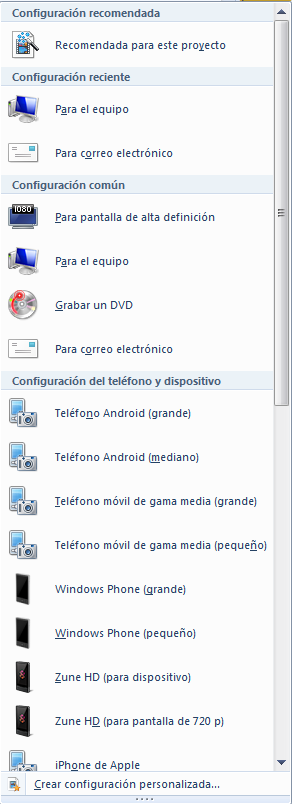 Configuración recomendada
Recomendada para este proyecto
Configuración reciente
Para el equipo
Para correo electrónico
Configuración común
1080
Para pantalla de alta definición
Para el equipo
Grabar un DVD
Para correo electrónico
Configuración del teléfono y dispositivo
Teléfono Android (grande)
Teléfono Android (mediano)
Teléfono móvil de gama media (grande)
Teléfono móvil de gama media (pequeño)
Windows Phone (grande)
Windows Phone (pequeño)
Zune HD (para dispositivo)
Zune HD (para pantalla de 720 p)
iPhone de Apple
Crear configuración personalizada...